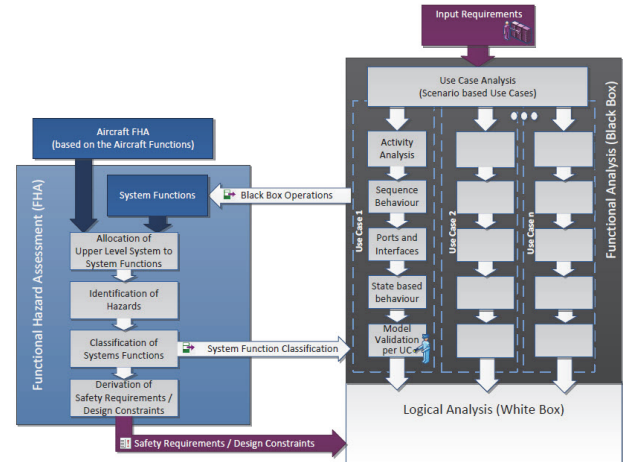 Input Requirements
Use Case Analysis
(Scenario based Use Cases)
Functional Analysis (Black Box)
Aircraft FHA
(based on the Aircraft Functions)
Functional Hazard Assessment (FHA)
System Functions
Black Box Operations
Allocation of
Upper Level System to
System Functions
Identification of
Hazards
Classification of
Systems Functions
System Function Classification
Derivation of
Safety Requirements /
Design Constraints
Safety Requirements / Design Constraints
Use Case 1
Activity
Analysis
Sequence
Behaviour
Ports and
Interfaces
State based
behaviour
Model
Validation
per UC
Use Case 2
Use Case n
Logical Analysis (White Box)